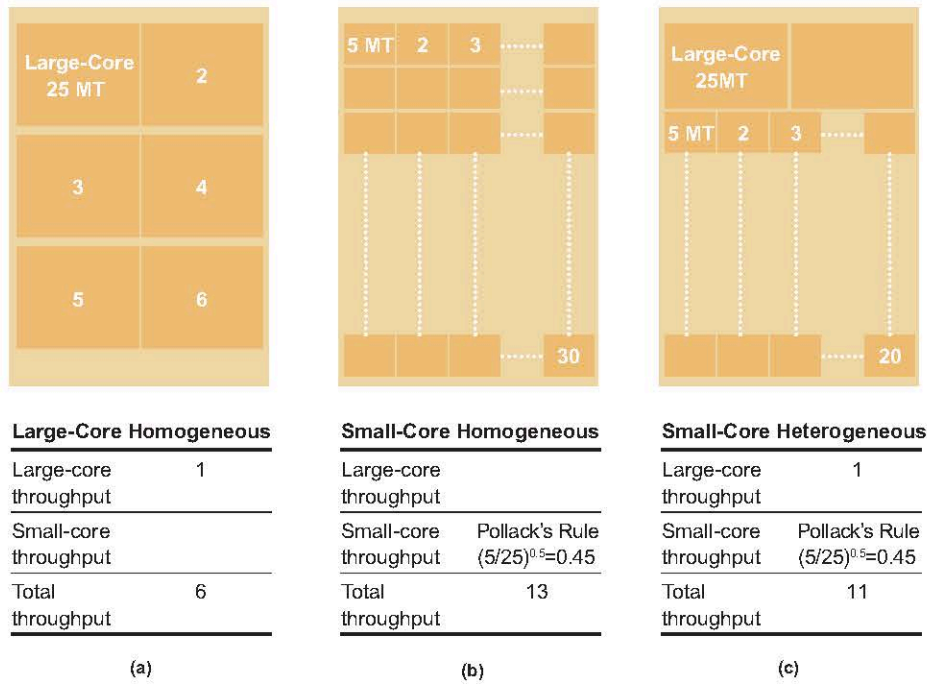 Large-Core
25 MT
2
3
4
5
6
5 MT 2 3
30
Large-Core
25MT
5 MT 2 3
20
Large-Core Homogeneous
Large-core throughput 1
Small-core throughput
Total throughput 6
(a)
Small-Core Homogeneous
Large-core throughput
Small-core throughput Pollack's Rule (5/25)^0.5=0.45
Total throughput 13
(b)
Small-Core Heterogeneous
Large-core throughput 1
Small-core throughput Pollack's Rule (5/25)^0.5=0.45
Total throughput 11
(c)